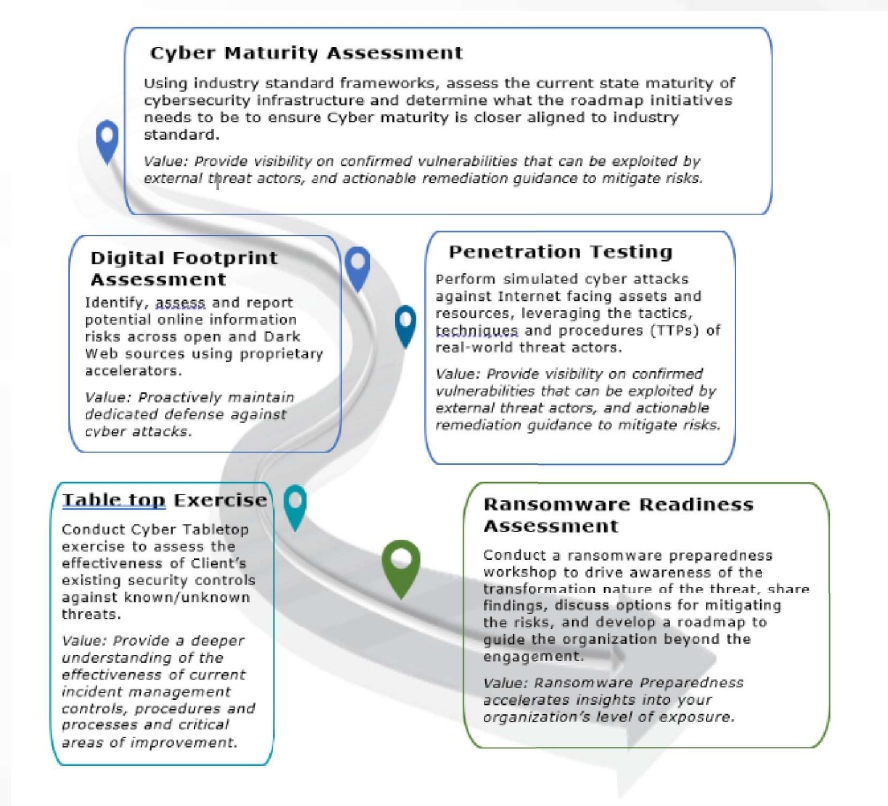 Cyber Maturity Assessment
Using industry standard frameworks, assess the current state maturity of
cybersecurity infrastructure and determine what the roadmap initiatives
needs to be to ensure Cyber maturity is closer aligned to industry
standard.
Value: Provide visibility on confirmed vulnerabilities that can be exploited by
external threat actors, and actionable remediation guidance to mitigate risks.
Digital Footprint
Assessment
Identify, assess and report
potential online information
risks across open and Dark
Web sources using proprietary
accelerators.
Value: Proactively maintain
dedicated defense against
cyber attacks.
Penetration Testing
Perform simulated cyber attacks
against Internet facing assets and
resources, leveraging the tactics,
techniques and procedures (TTPs) of
real-world threat actors.
Value: Provide visibility on confirmed
vulnerabilities that can be exploited by
external threat actors, and actionable
remediation guidance to mitigate risks.
Table top Exercise
Conduct Cyber Tabletop
exercise to assess the
effectiveness of Client's
existing security controls
against known/unknown
threats.
Value: Provide a deeper
understanding of the
effectiveness of current
incident management
controls, procedures and
processes and critical
areas of improvement.
Ransomware Readiness
Assessment
Conduct a ransomware preparedness
workshop to drive awareness of the
transformation nature of the threat, share
findings, discuss options for mitigating
the risks, and develop a roadmap to
guide the organization beyond the
engagement.
Value: Ransomware Preparedness
accelerates insights into your
organization's level of exposure.